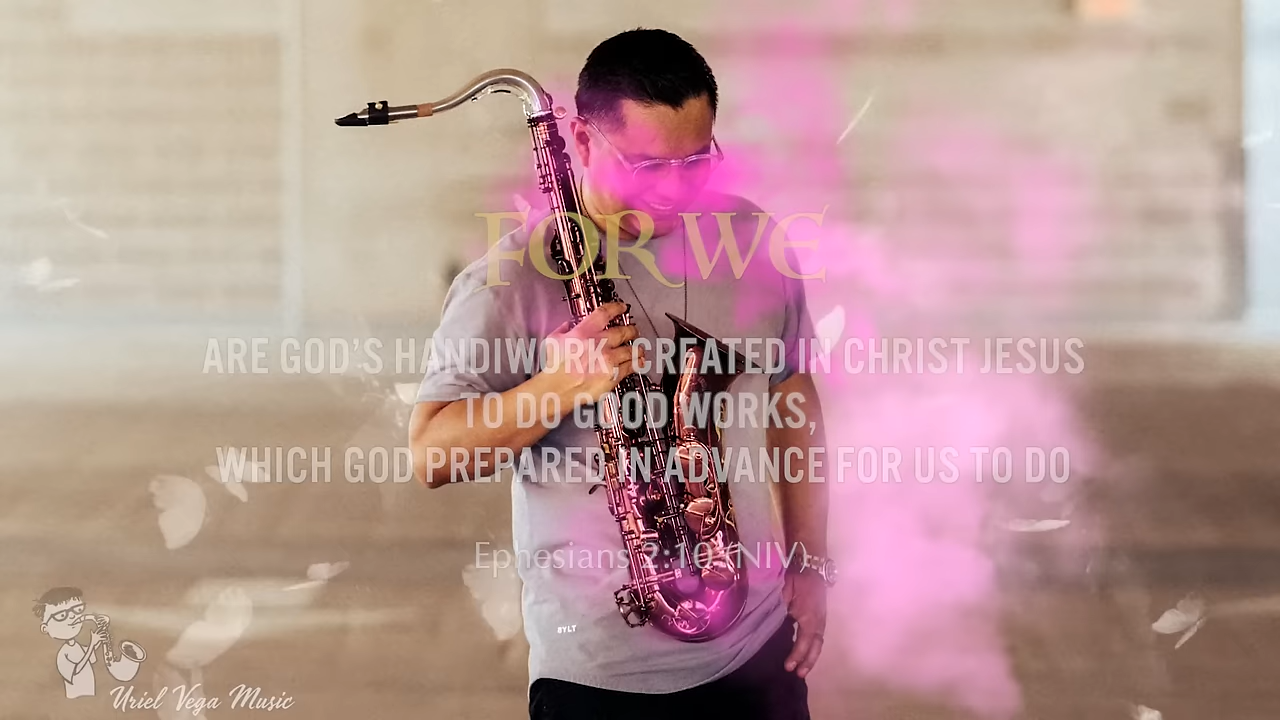 FOR WE
ARE GOD'S HANDIWORK, CREATED IN CHRIST JESUS
TO DO GOOD WORKS,
WHICH GOD PREPARED IN ADVANCE FOR US TO DO
Ephesians 2:10 (NIV)
BYLT
Uriel Vega Music